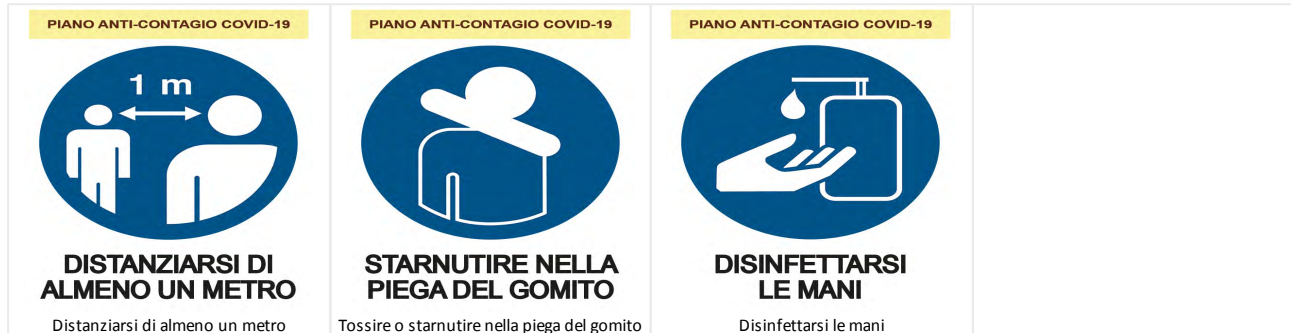 PIANO ANTI-CONTAGIO COVID-19
1 m
DISTANZIARSI DI
ALMENO UN METRO
Distanziarsi di almeno un metro
PIANO ANTI-CONTAGIO COVID-19
STARNUTIRE NELLA
PIEGA DEL GOMITO
Tossire o starnutire nella piega del gomito
PIANO ANTI-CONTAGIO COVID-19
DISINFETTARSI
LE MANI
Disinfettarsi le mani